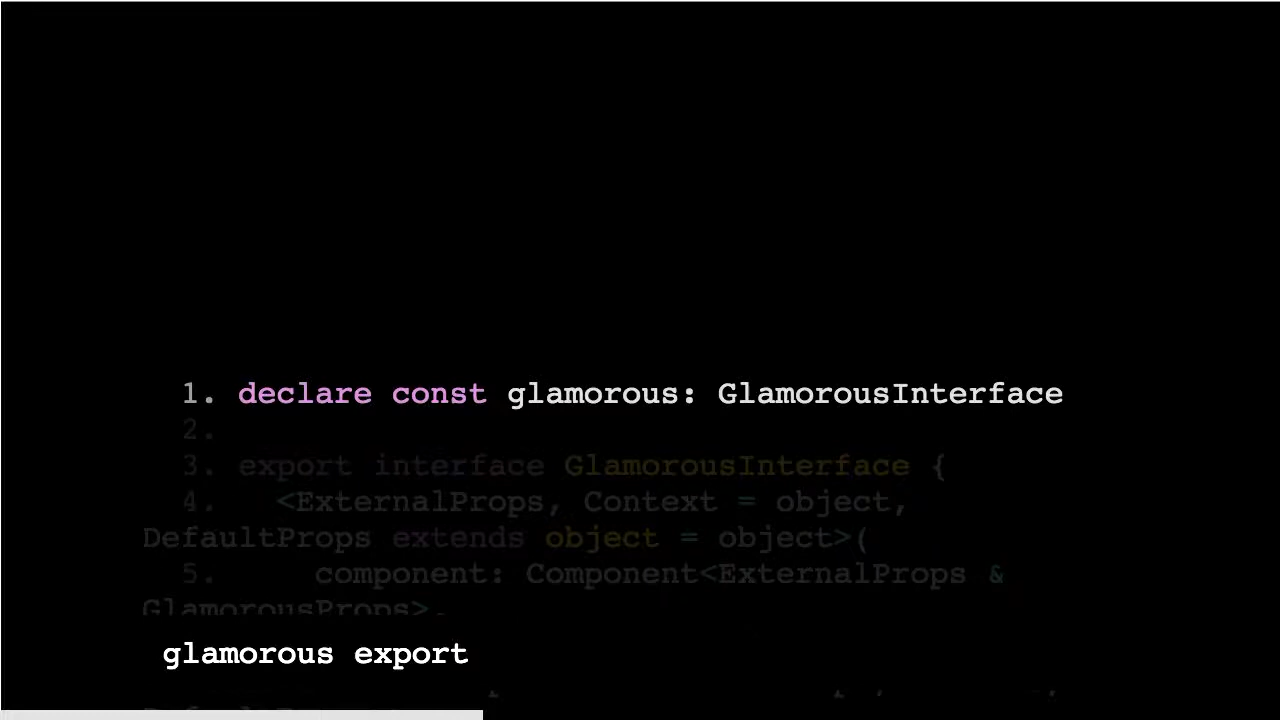 1. declare const glamorous: GlamorousInterface
2.
3. export interface GlamorousInterface {
4. <ExternalProps, Context = object,
DefaultProps extends object = object>(
5. component: Component<ExternalProps &
GlamorousProps>,
glamorous export